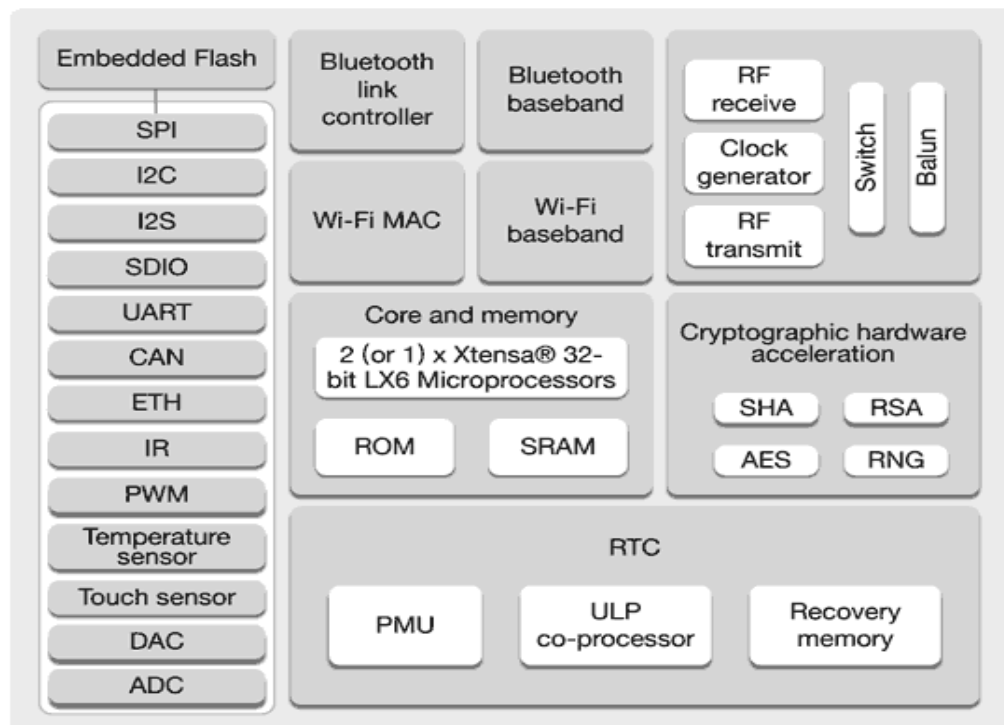 Embedded Flash
SPI
I2C
I2S
SDIO
UART
CAN
ETH
IR
PWM
Temperature
sensor
Touch sensor
DAC
ADC
Bluetooth
link
controller
Bluetooth
baseband
Wi-Fi MAC
Wi-Fi
baseband
RF
receive
Clock
generator
RF
transmit
Switch
Balun
Core and memory
2 (or 1) x Xtensa® 32-
bit LX6 Microprocessors
ROM
SRAM
Cryptographic hardware
acceleration
SHA
RSA
AES
RNG
RTC
PMU
ULP
co-processor
Recovery
memory